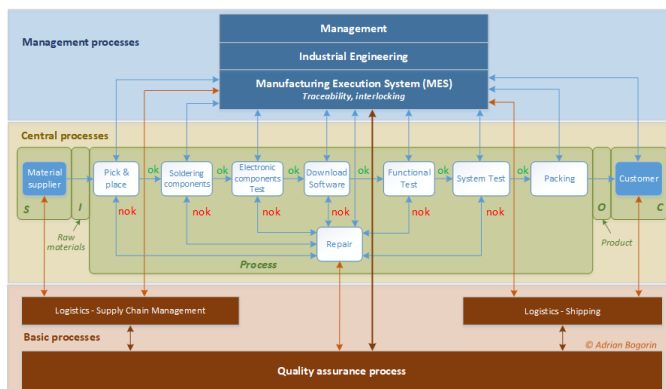 Management processes
Management
Industrial Engineering
Manufacturing Execution System (MES)
Traceability, interlocking
Central processes
Material
supplier
Pick &
place
ok
Soldering
components
ok
Electronic
components
Test
ok
Download
Software
ok
Functional
Test
ok
System Test
ok
Packing
Customer
S
I
O
C
nok
nok
nok
nok
nok
nok
Raw
materials
Repair
Product
Process
Logistics - Supply Chain Management
Logistics - Shipping
Basic processes
© Adrian Bogorin
Quality assurance process